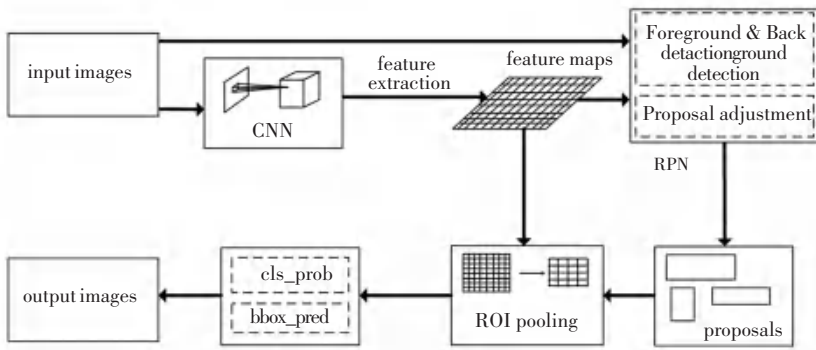 input images
CNN
feature
extraction
feature maps
Foreground & Back
detactionground
detection
Proposal adjustment
RPN
output images
cls_prob
bbox_pred
ROI pooling
proposals